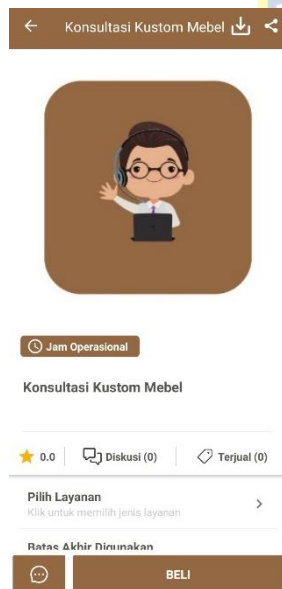 Konsultasi Kustom Mebel
Jam Operasional
Konsultasi Kustom Mebel
0.0
Diskusi (0)
Terjual (0)
Pilih Layanan
Klik untuk memilih jenis layanan
Batas Akhir Digunakan
BELI